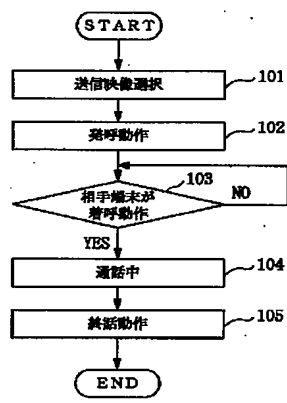 START
送信映像選択
101
発呼動作
102
103
相手端末が
着呼動作
NO
YES
通話中
104
終話動作
105
END